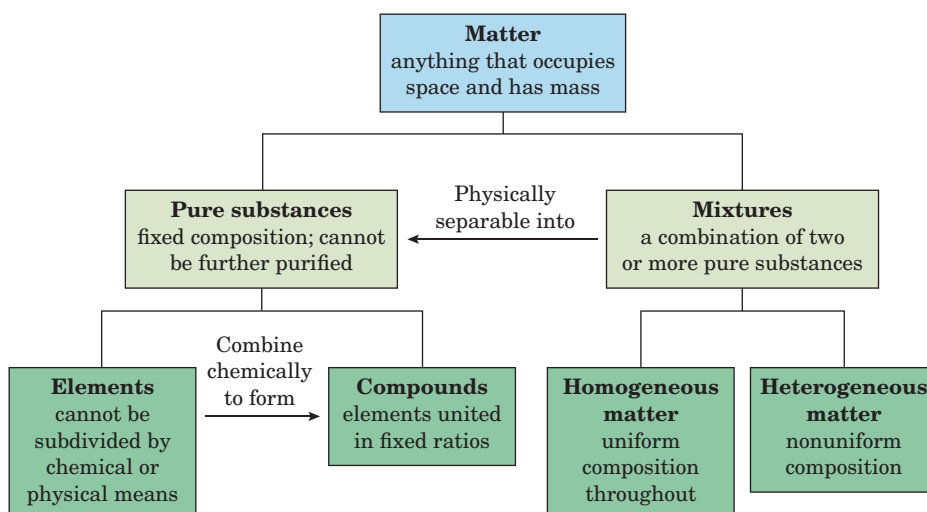 Matter
anything that occupies
space and has mass
Physically
separable into
Pure substances
fixed composition; cannot
be further purified
Mixtures
a combination of two
or more pure substances
Combine
chemically
to form
Elements
cannot be
subdivided by
chemical or
physical means
Compounds
elements united
in fixed ratios
Homogeneous
matter
uniform
composition
throughout
Heterogeneous
matter
nonuniform
composition